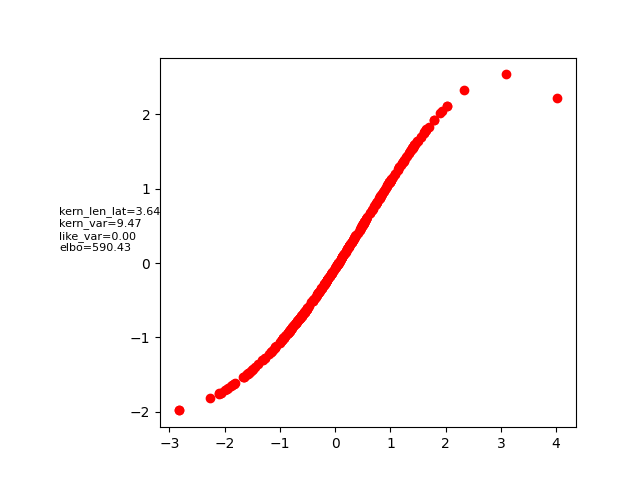 2
1
kern_len_lat=3.64
kern_var=9.47
like_var=0.00
elbo=590.43
0
−1
−2
−3 −2 −1 0 1 2 3 4